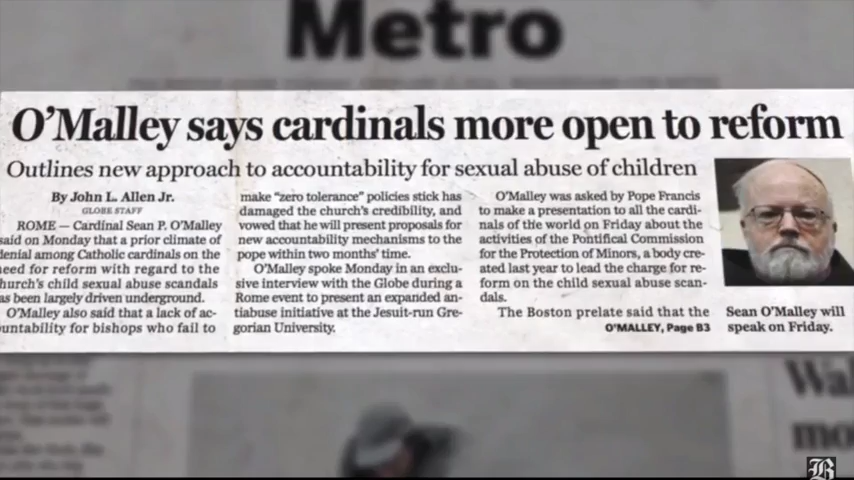 Metro
O'Malley says cardinals more open to reform
Outlines new approach to accountability for sexual abuse of children
By John L. Allen Jr.
GLOBE STAFF
ROME — Cardinal Sean P. O'Malley
said on Monday that a prior climate of
denial among Catholic cardinals on the
need for reform with regard to the
church's child sexual abuse scandals
has been largely driven underground.
O'Malley also said that a lack of ac-
countability for bishops who fail to
make "zero tolerance" policies stick has
damaged the church's credibility, and
vowed that he will present proposals for
new accountability mechanisms to the
pope within two months' time.
O'Malley spoke Monday in an exclu-
sive interview with the Globe during a
Rome event to present an expanded an-
tiabuse initiative at the Jesuit-run Gre-
gorian University.
O'Malley was asked by Pope Francis
to make a presentation to all the cardi-
nals of the world on Friday about the
activities of the Pontifical Commission
for the Protection of Minors, a body cre-
ated last year to lead the charge for re-
form on the child sexual abuse scan-
dals.
The Boston prelate said that the
O'MALLEY, Page B3
Sean O'Malley will
speak on Friday.
B